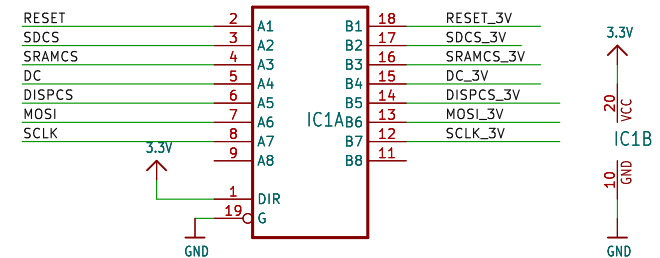 RESET 2 A1 B1 18 RESET_3V
SDCS 3 A2 B2 17 SDCS_3V
SRAMCS 4 A3 B3 16 SRAMCS_3V
DC 5 A4 B4 15 DC_3V
DISPCS 6 A5 B5 14 DISPCS_3V
MOSI 7 A6 IC1A B6 13 MOSI_3V
SCLK 8 A7 B7 12 SCLK_3V
9 A8 B8 11
3.3V
1 DIR
19 G
GND
3.3V
20 VCC
IC1B
10 GND
GND